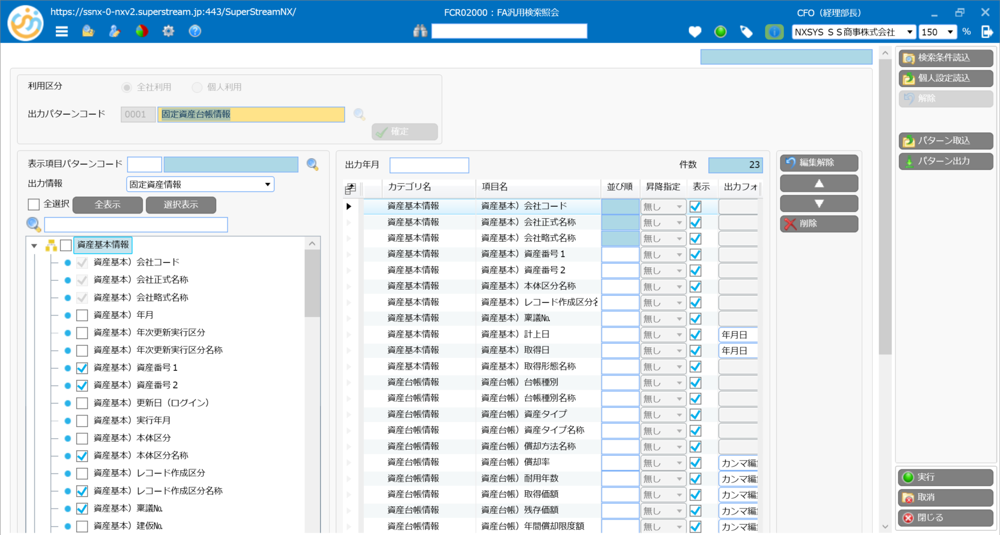 https://ssnx-0-nxv2.superstream.jp:443/SuperStreamNX/
FCR02000：FA汎用検索照会
CFO（経理部長）
NXSYS ＳＳ商事株式会社
150
%
検索条件読込
個人設定読込
解除
パターン取込
パターン出力
利用区分
全社利用
個人利用
出力パターンコード
0001
固定資産台帳情報
確定
表示項目パターンコード
出力情報
固定資産情報
全選択
全表示
選択表示
資産基本情報
資産基本）会社コード
資産基本）会社正式名称
資産基本）会社略式名称
資産基本）年月
資産基本）年次更新実行区分
資産基本）年次更新実行区分名称
資産基本）資産番号１
資産基本）資産番号２
資産基本）更新日（ログイン）
資産基本）実行年月
資産基本）本体区分
資産基本）本体区分名称
資産基本）レコード作成区分
資産基本）レコード作成区分名称
資産基本）稟議№
資産基本）建仮№
出力年月
件数
23
カテゴリ名 項目名 並び順 昇降指定 表示 出力フォ
資産基本情報 資産基本）会社コード 無し
資産基本情報 資産基本）会社正式名称 無し
資産基本情報 資産基本）会社略式名称 無し
資産基本情報 資産基本）資産番号１ 無し
資産基本情報 資産基本）資産番号２ 無し
資産基本情報 資産基本）本体区分名称 無し
資産基本情報 資産基本）レコード作成区分 無し
資産基本情報 資産基本）稟議№ 無し
資産基本情報 資産基本）計上日 無し 年月日
資産基本情報 資産基本）取得日 無し 年月日
資産基本情報 資産基本）取得形態名称 無し
資産台帳情報 資産台帳）台帳種別 無し
資産台帳情報 資産台帳）台帳種別名称 無し
資産台帳情報 資産台帳）資産タイプ 無し
資産台帳情報 資産台帳）資産タイプ名称 無し
資産台帳情報 資産台帳）償却方法名称 無し
資産台帳情報 資産台帳）償却率 無し カンマ編
資産台帳情報 資産台帳）耐用年数 無し カンマ編
資産台帳情報 資産台帳）取得価額 無し カンマ編
資産台帳情報 資産台帳）残存価額 無し カンマ編
資産台帳情報 資産台帳）年間償却限度額 無し カンマ編
編集解除
▲
▼
削除
実行
取消
閉じる